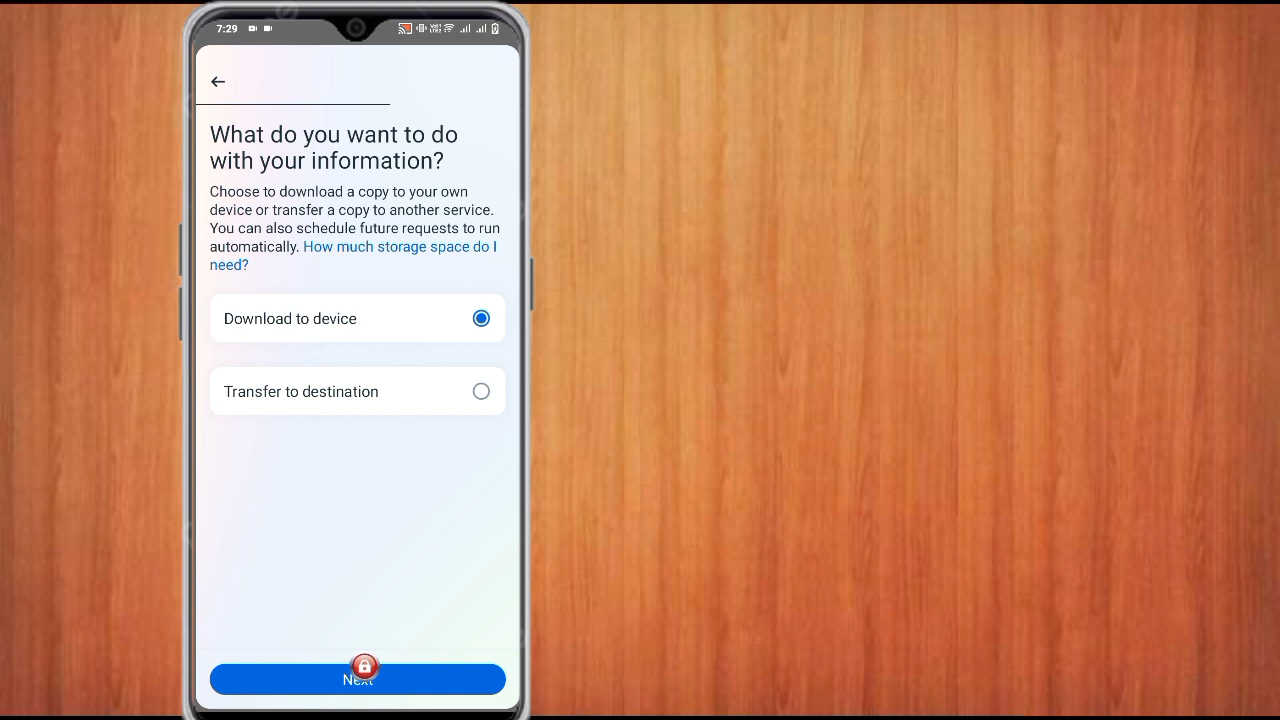 7:29
What do you want to do
with your information?
Choose to download a copy to your own
device or transfer a copy to another service.
You can also schedule future requests to run
automatically. How much storage space do I
need?
Download to device
Transfer to destination
Next